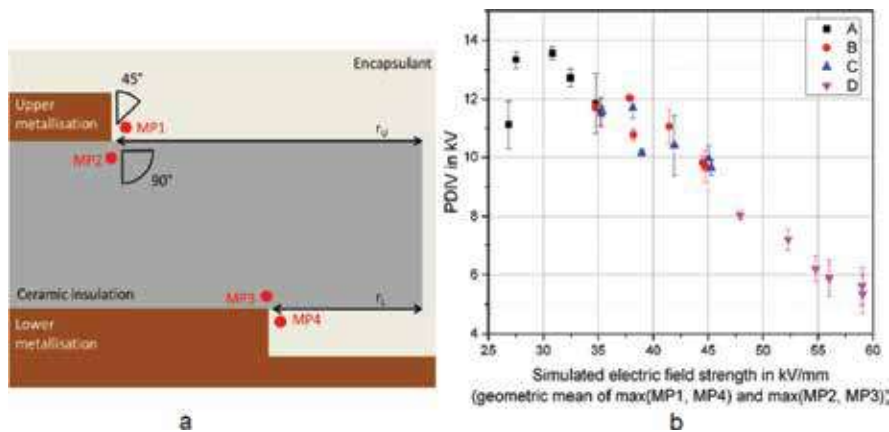 45°
Encapsulant
Upper
metallisation
MP1
rU
MP2
90°
Ceramic insulation
MP3
rL
MP4
Lower
metallisation
a
PDIV in kV
14
12
10
8
6
4
25 30 35 40 45 50 55 60
A
B
C
D
Simulated electric field strength in kV/mm
(geometric mean of max(MP1, MP4) and max(MP2, MP3))
b